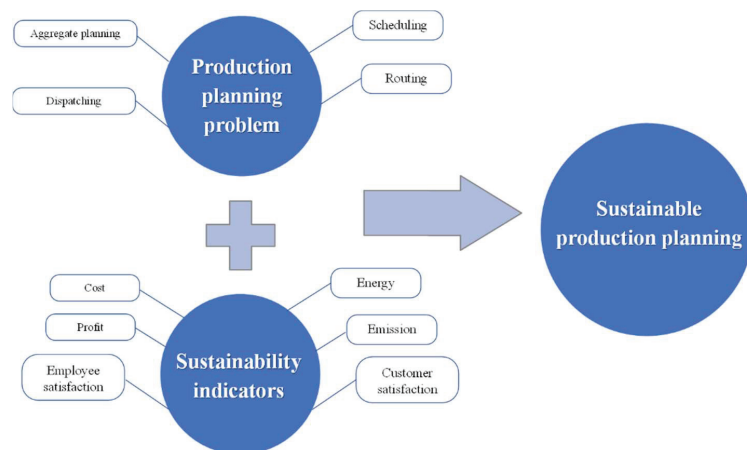 Aggregate planning
Scheduling
Production
planning
problem
Dispatching
Routing
Sustainable
production planning
Cost
Energy
Profit
Emission
Sustainability
indicators
Employee
satisfaction
Customer
satisfaction